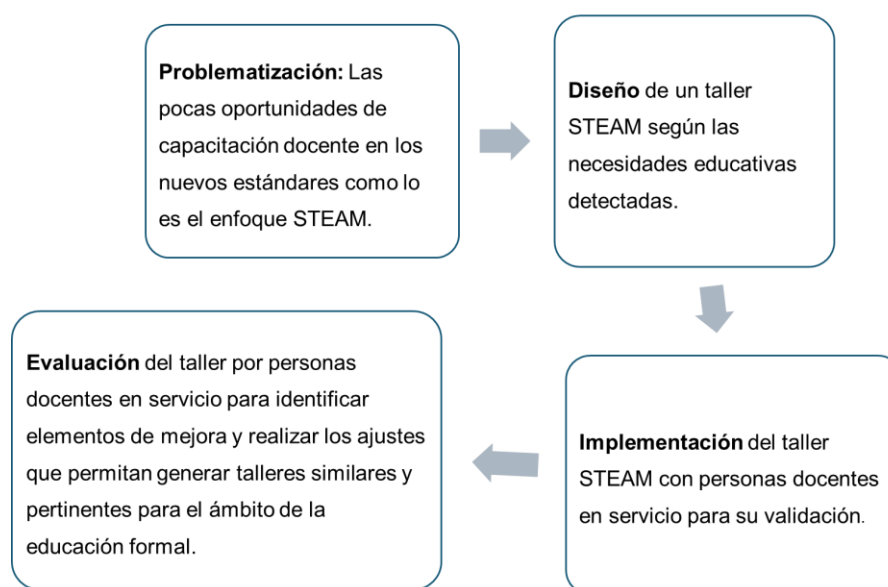 Problematización: Las
pocas oportunidades de
capacitación docente en los
nuevos estándares como lo
es el enfoque STEAM.
Diseño de un taller
STEAM según las
necesidades educativas
detectadas.
Implementación del taller
STEAM con personas docentes
en servicio para su validación.
Evaluación del taller por personas
docentes en servicio para identificar
elementos de mejora y realizar los ajustes
que permitan generar talleres similares y
pertinentes para el ámbito de la
educación formal.